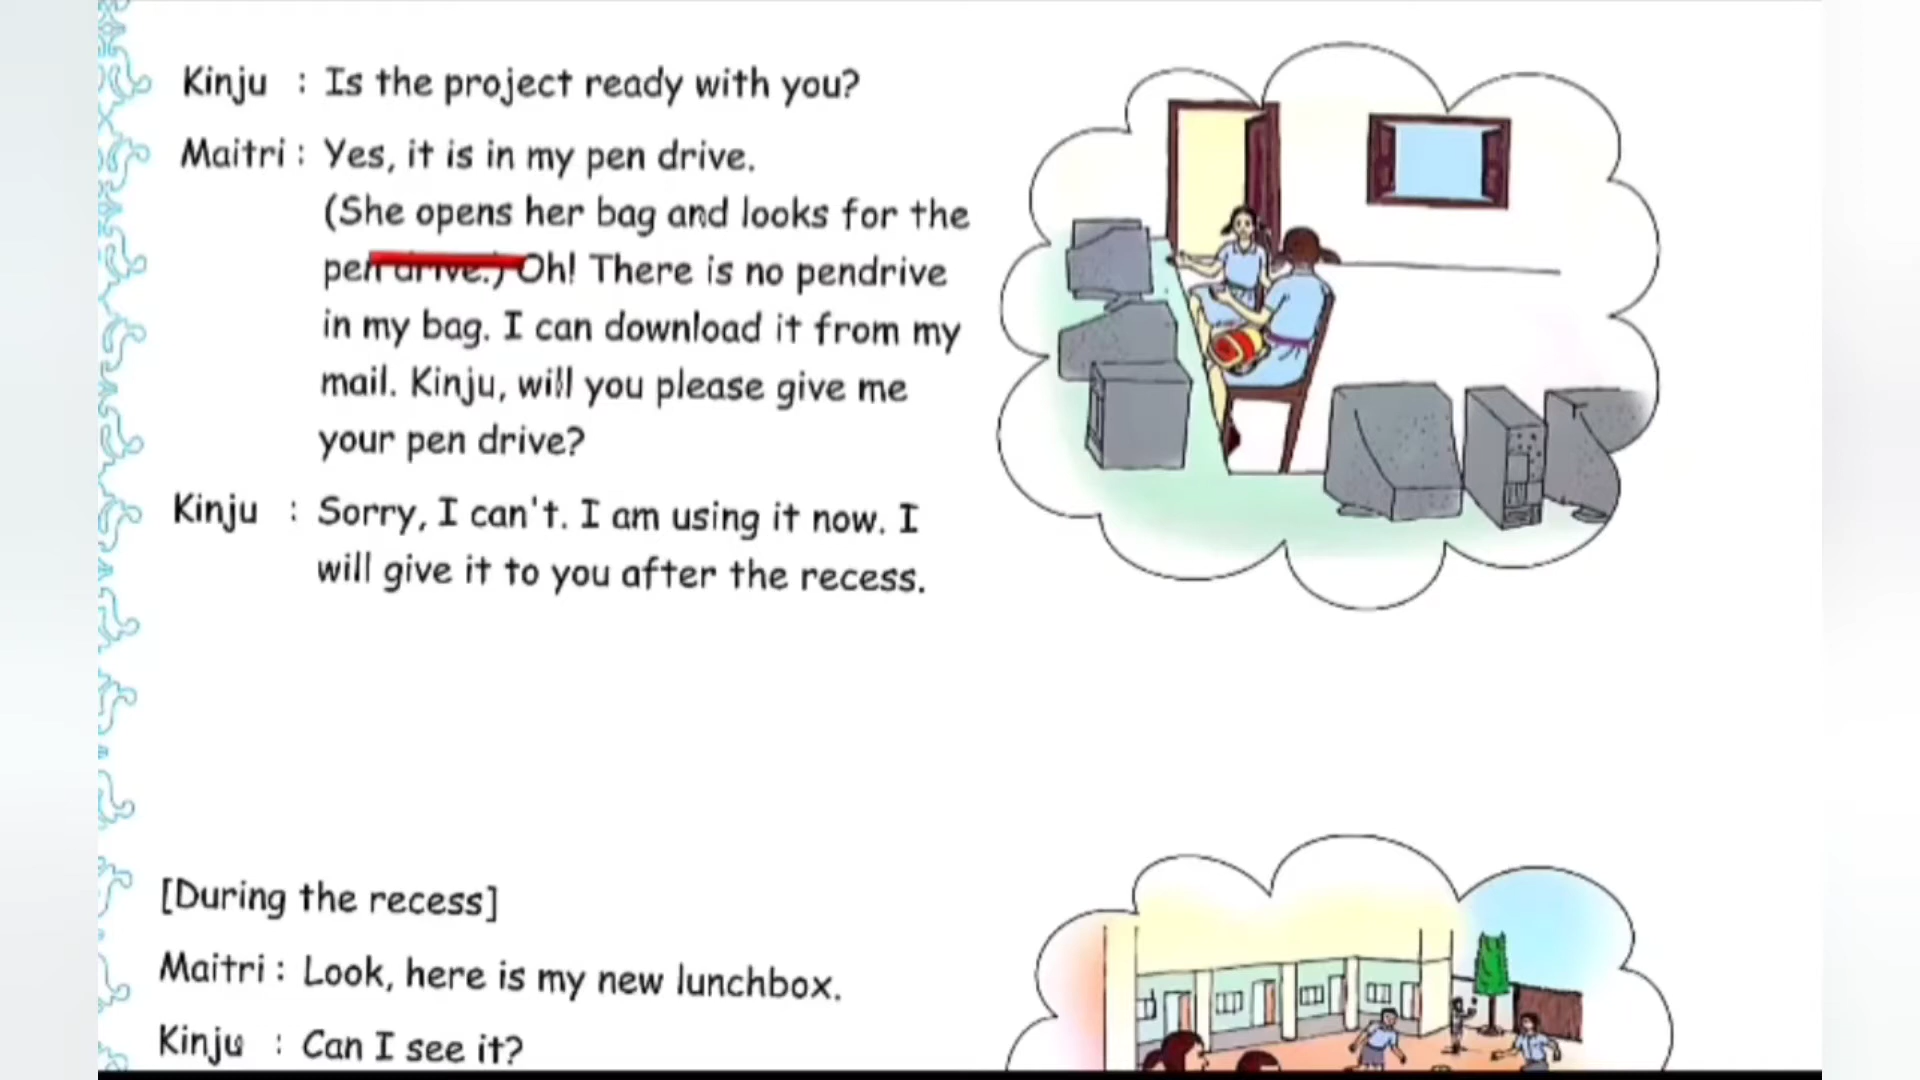 Kinju : Is the project ready with you?
Maitri : Yes, it is in my pen drive.
(She opens her bag and looks for the
pen drive.) Oh! There is no pendrive
in my bag. I can download it from my
mail. Kinju, will you please give me
your pen drive?
Kinju : Sorry, I can't. I am using it now. I
will give it to you after the recess.
[During the recess]
Maitri : Look, here is my new lunchbox.
Kinju : Can I see it?